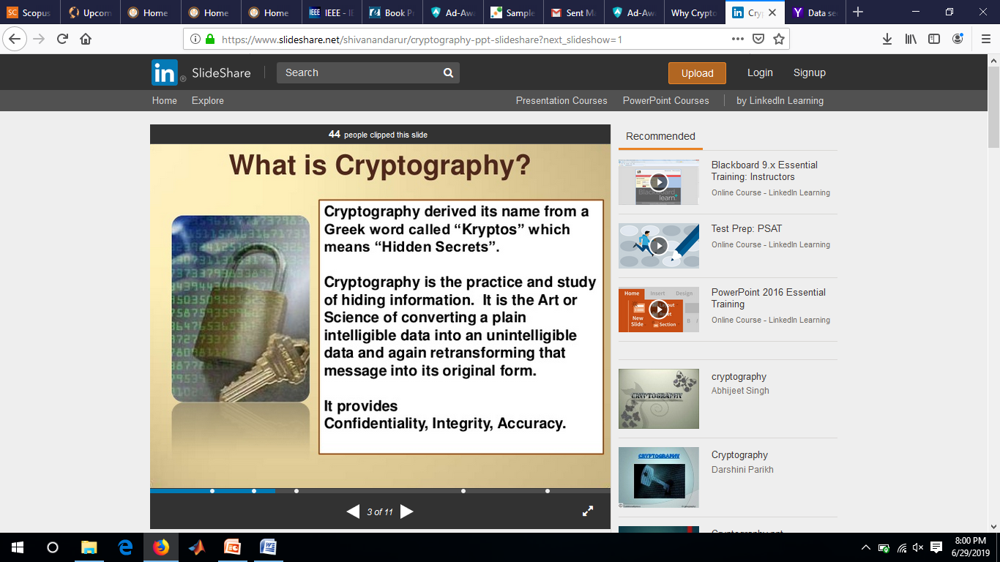 Scopus
Upcom
Home
Home
Home
IEEE IEEE - IE
Book P
Ad-Awa
Sample
Sent Ma
Ad-Awa
Why Crypto
Cry
Data se
https://www.slideshare.net/shivanandarur/cryptography-ppt-slideshare?next_slideshow=1
in SlideShare
Search
Upload
Login
Signup
Home
Explore
Presentation Courses
PowerPoint Courses
by LinkedIn Learning
44 people clipped this slide
What is Cryptography?
Cryptography derived its name from a
Greek word called “Kryptos” which
means “Hidden Secrets”.
Cryptography is the practice and study
of hiding information. It is the Art or
Science of converting a plain
intelligible data into an unintelligible
data and again retransforming that
message into its original form.
It provides
Confidentiality, Integrity, Accuracy.
3 of 11
Recommended
Blackboard 9.x Essential
Training: Instructors
Online Course - LinkedIn Learning
Test Prep: PSAT
Online Course - LinkedIn Learning
Home Insert Design
New
Slide
Section
PowerPoint 2016 Essential
Training
Online Course - LinkedIn Learning
CRYPTOGRAPHY
cryptography
Abhijeet Singh
CRYPTOGRAPHY
Cryptography
Darshini Parikh
8:00 PM
6/29/2019